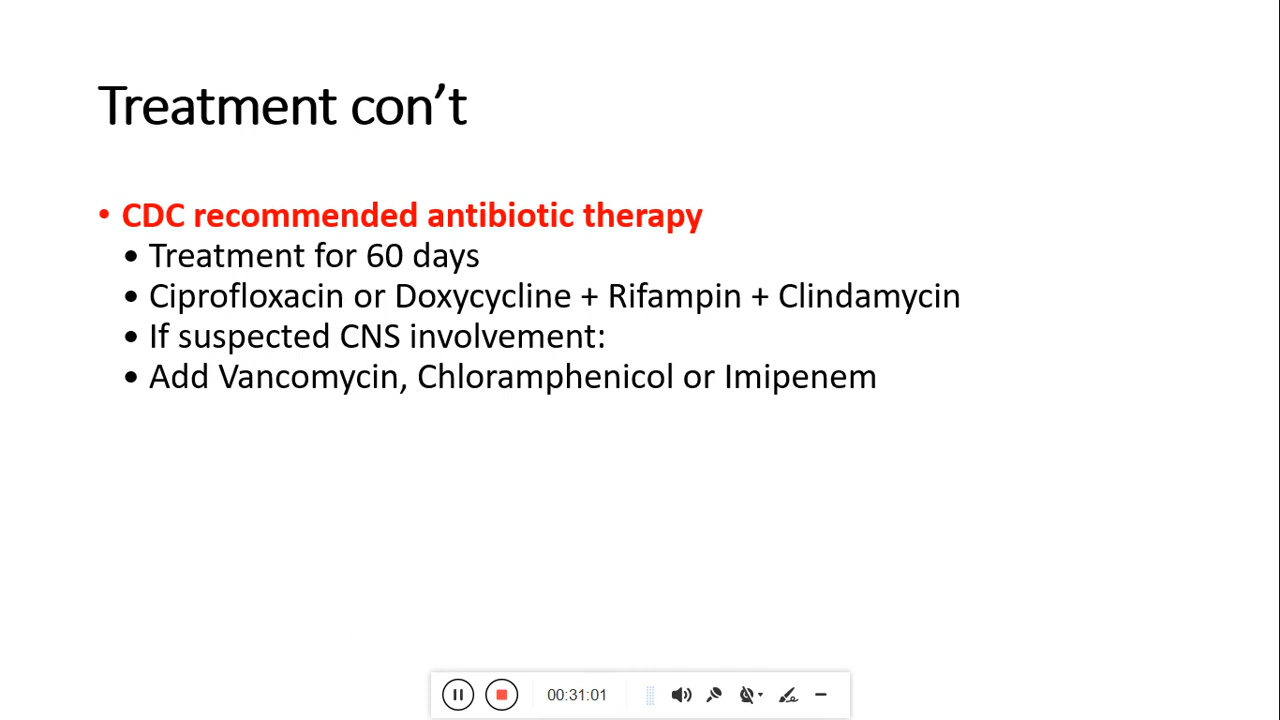 Treatment con’t
• CDC recommended antibiotic therapy
• Treatment for 60 days
• Ciprofloxacin or Doxycycline + Rifampin + Clindamycin
• If suspected CNS involvement:
• Add Vancomycin, Chloramphenicol or Imipenem
00:31:01